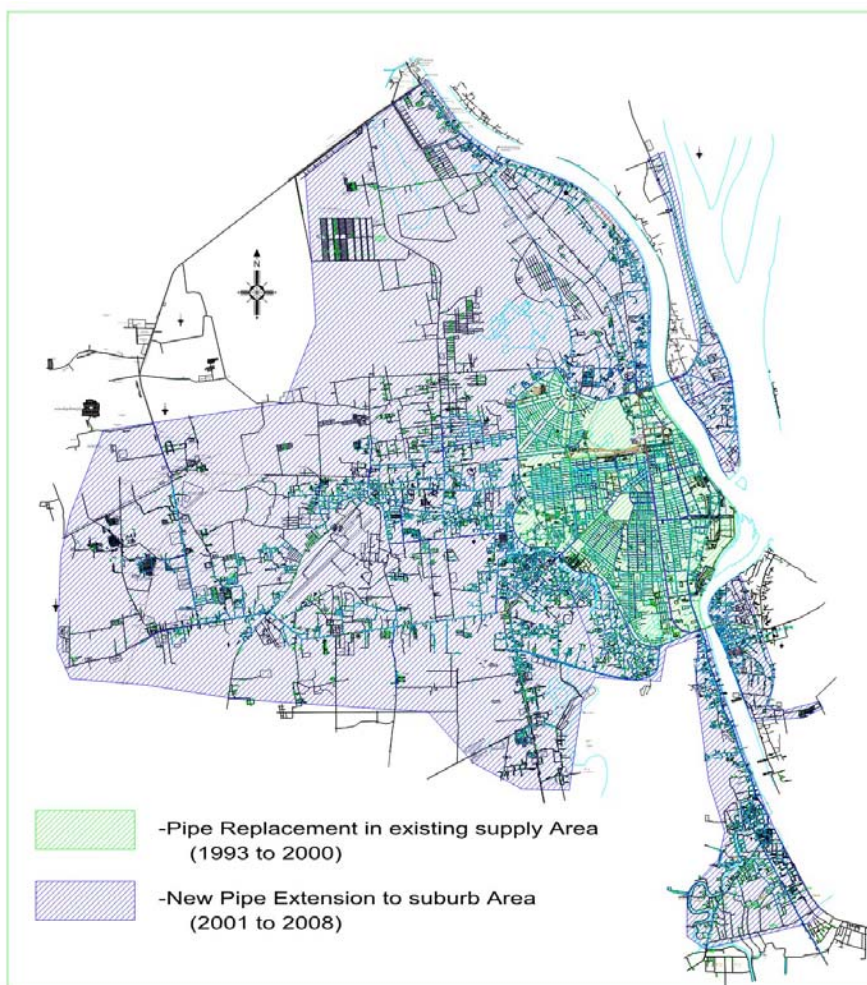 N
-Pipe Replacement in existing supply Area
(1993 to 2000)
-New Pipe Extension to suburb Area
(2001 to 2008)